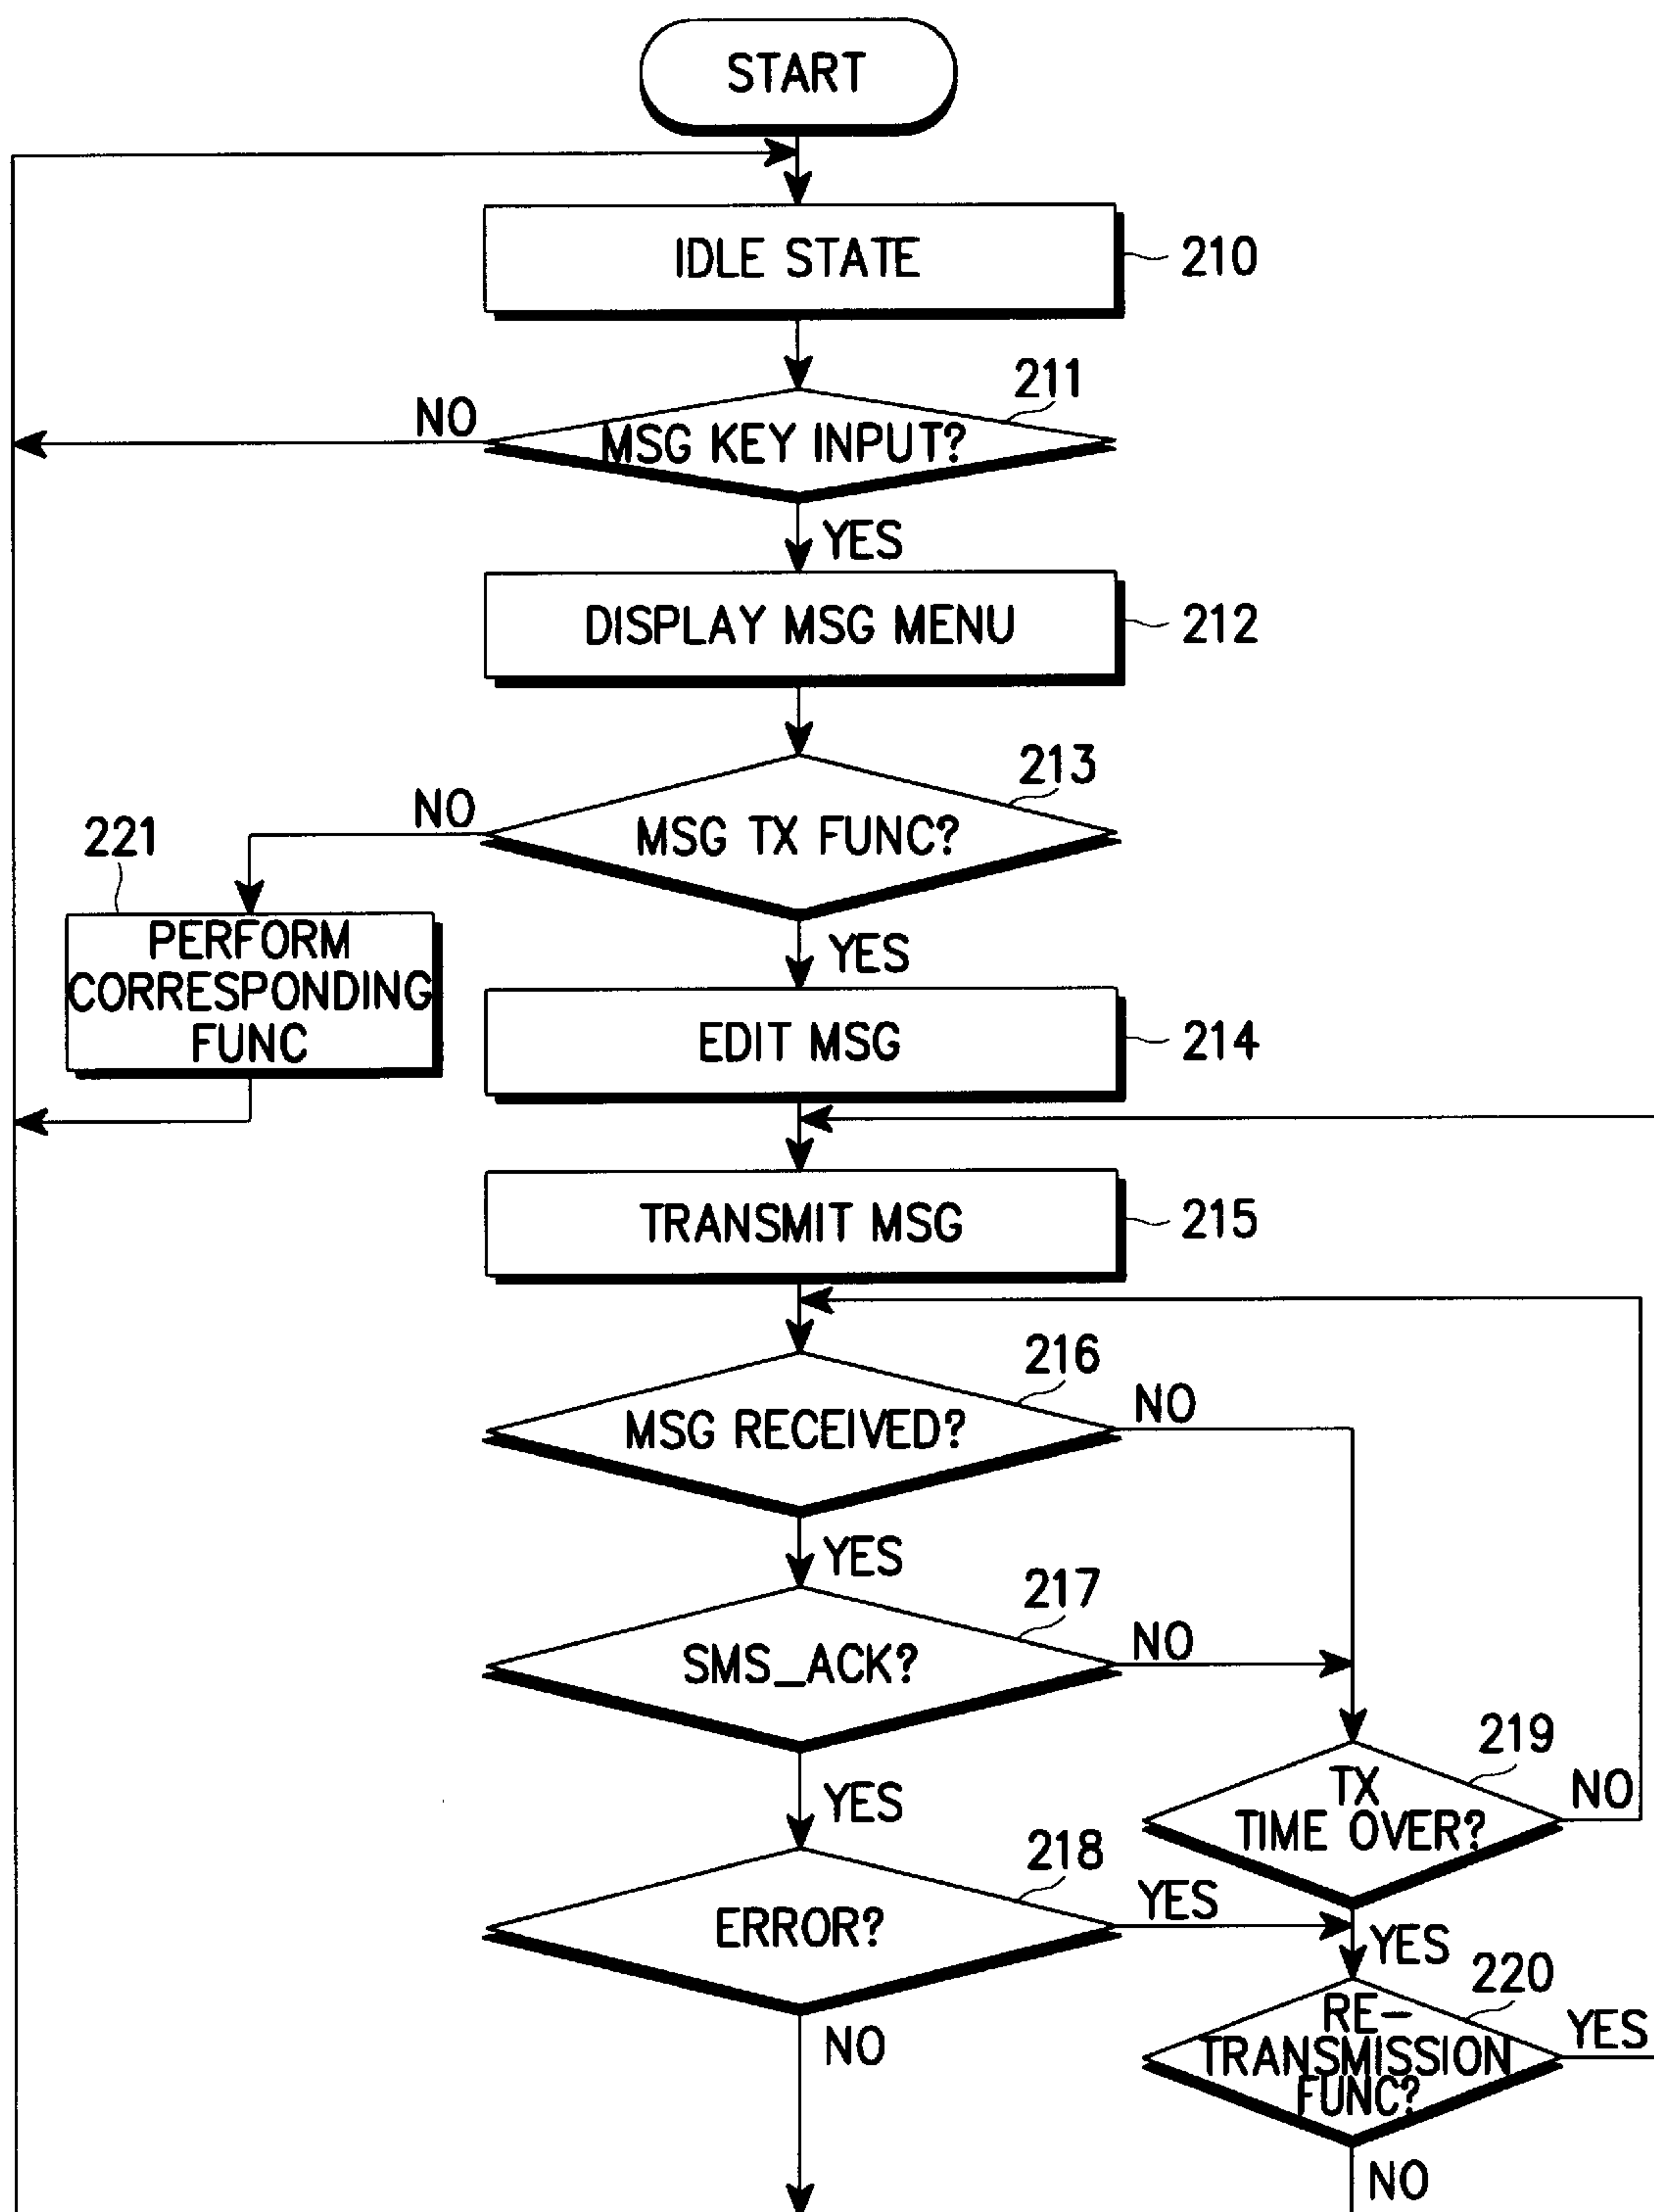 START
IDLE STATE
210
211
NO
MSG KEY INPUT?
YES
DISPLAY MSG MENU
212
213
NO
MSG TX FUNC?
221
YES
PERFORM
CORRESPONDING
FUNC
EDIT MSG
214
TRANSMIT MSG
215
216
NO
MSG RECEIVED?
YES
217
NO
SMS_ACK?
219
YES
TX
TIME OVER?
NO
218
YES
ERROR?
YES
220
NO
RE-
TRANSMISSION
FUNC?
YES
NO